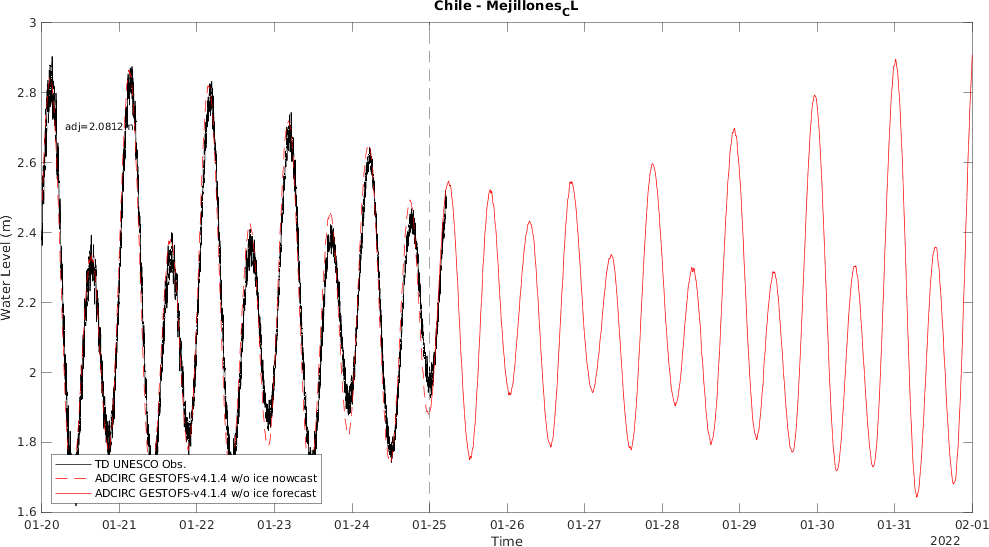 Chile - Mejillones_CL
3
2.8
2.6
2.4
2.2
2
1.8
1.6
Water Level (m)
adj=2.0812 m
TD UNESCO Obs.
ADCIRC GESTOFS-v4.1.4 w/o ice nowcast
ADCIRC GESTOFS-v4.1.4 w/o ice forecast
01-20 01-21 01-22 01-23 01-24 01-25 01-26 01-27 01-28 01-29 01-30 01-31 02-01
Time
2022